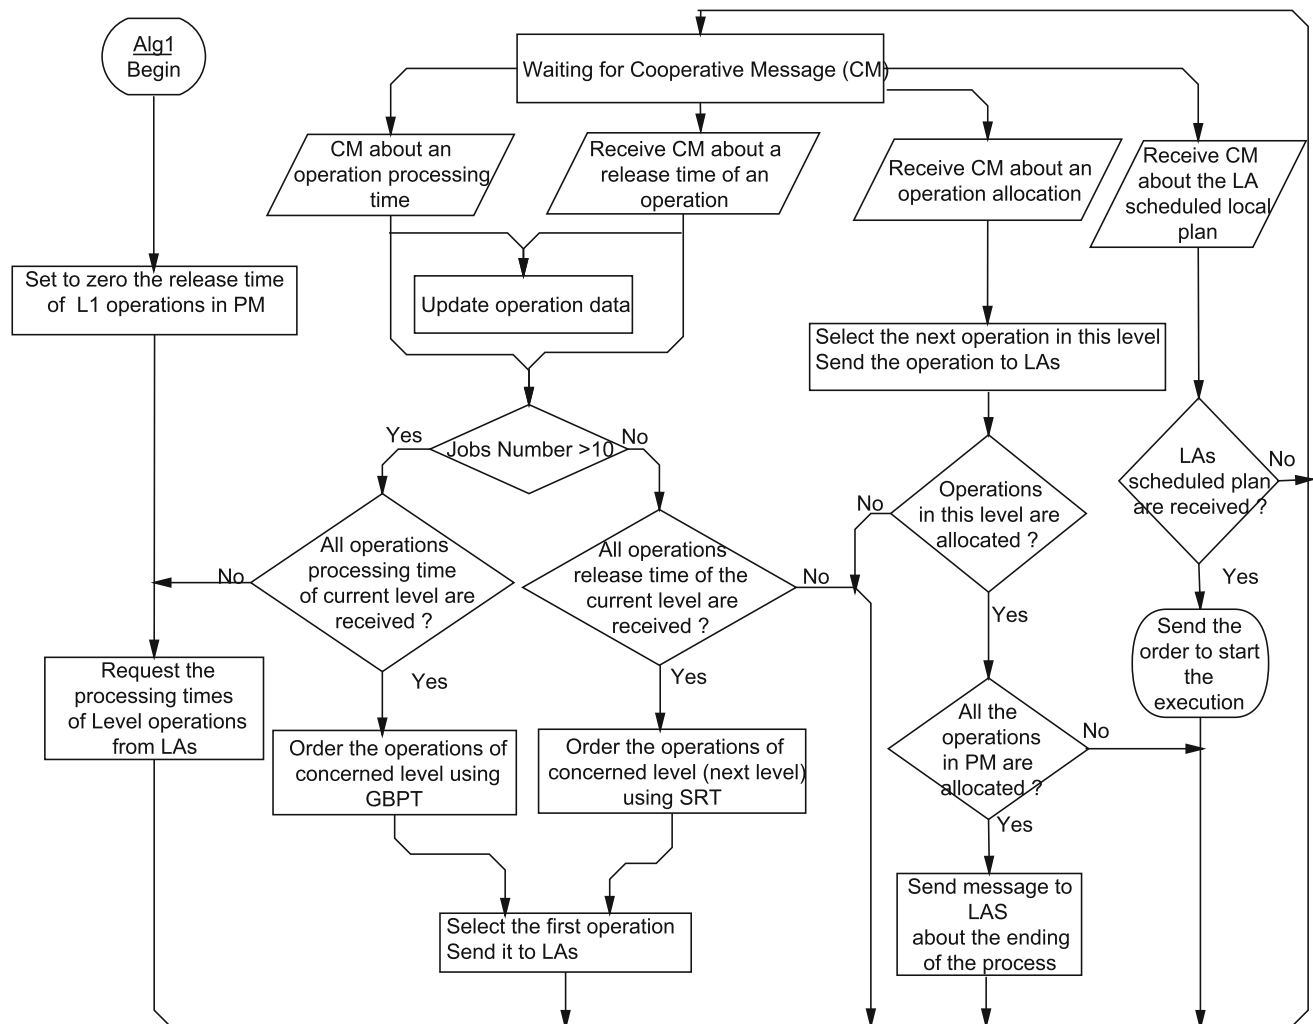 Alg1
Begin
Waiting for Cooperative Message (CM)
CM about an
operation processing
time
Receive CM about a
release time of an
operation
Receive CM about an
operation allocation
Receive CM
about the LA
scheduled local
plan
Set to zero the release time
of L1 operations in PM
Update operation data
Select the next operation in this level
Send the operation to LAs
Yes
Jobs Number >10
No
LAs
scheduled plan
are received ?
No
Yes
Operations
in this level are
allocated ?
No
Yes
All operations
processing time
of current level are
received ?
No
Yes
All operations
release time of the
current level are
received ?
No
Yes
Send the
order to start
the
execution
Request the
processing times
of Level operations
from LAs
Order the operations of
concerned level using
GBPT
Order the operations of
concerned level (next level)
using SRT
All the
operations
in PM are
allocated ?
No
Yes
Select the first operation
Send it to LAs
Send message to
LAS
about the ending
of the process